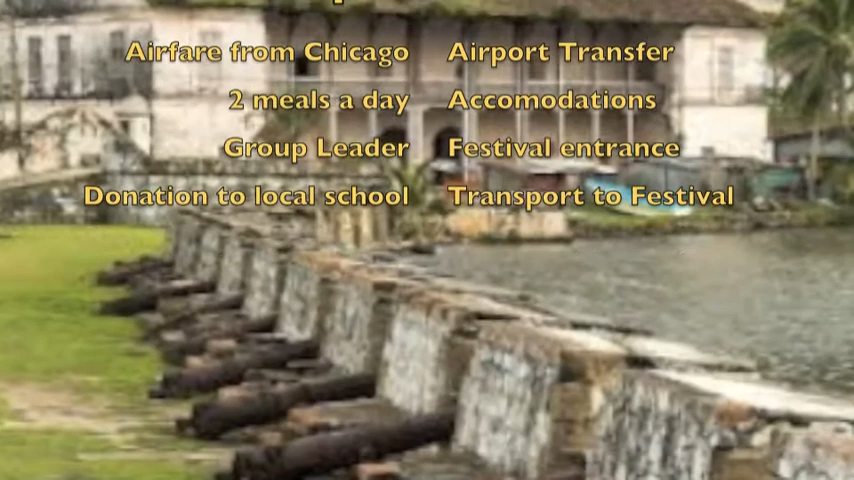 Airfare from Chicago
Airport Transfer
2 meals a day
Accomodations
Group Leader
Festival entrance
Donation to local school
Transport to Festival